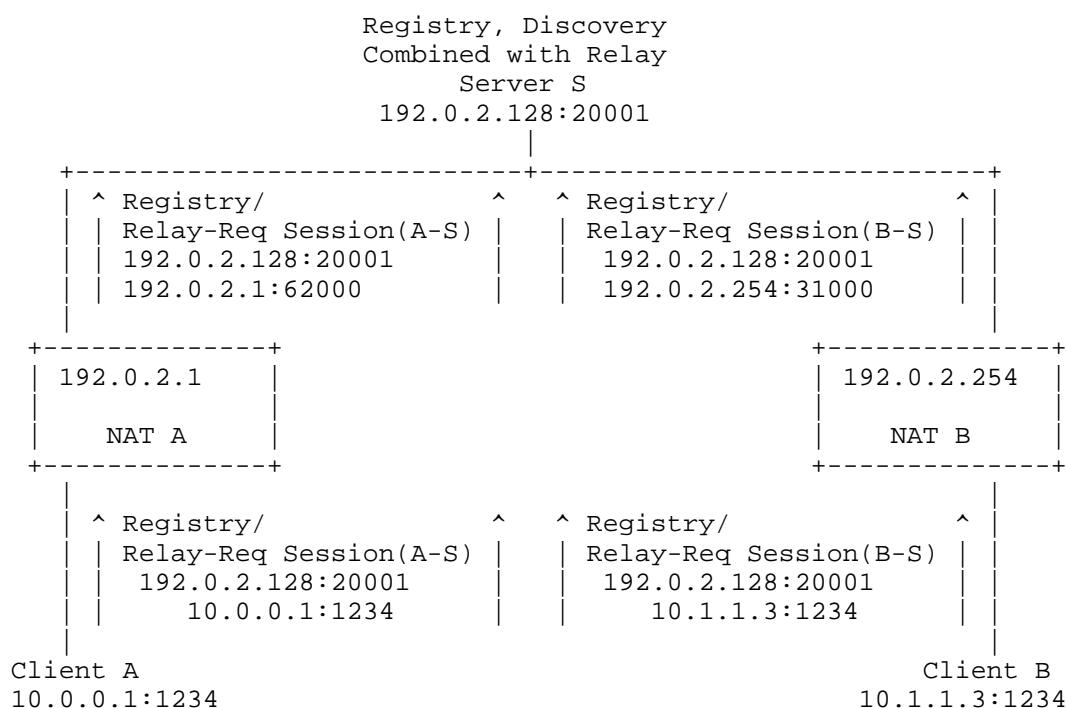 Registry, Discovery
Combined with Relay
Server S
192.0.2.128:20001
^ Registry/ ^ ^ Registry/ ^
Relay-Req Session(A-S) Relay-Req Session(B-S)
192.0.2.128:20001 192.0.2.128:20001
192.0.2.1:62000 192.0.2.254:31000
192.0.2.1 192.0.2.254
NAT A NAT B
^ Registry/ ^ ^ Registry/ ^
Relay-Req Session(A-S) Relay-Req Session(B-S)
192.0.2.128:20001 192.0.2.128:20001
10.0.0.1:1234 10.1.1.3:1234
Client A Client B
10.0.0.1:1234 10.1.1.3:1234